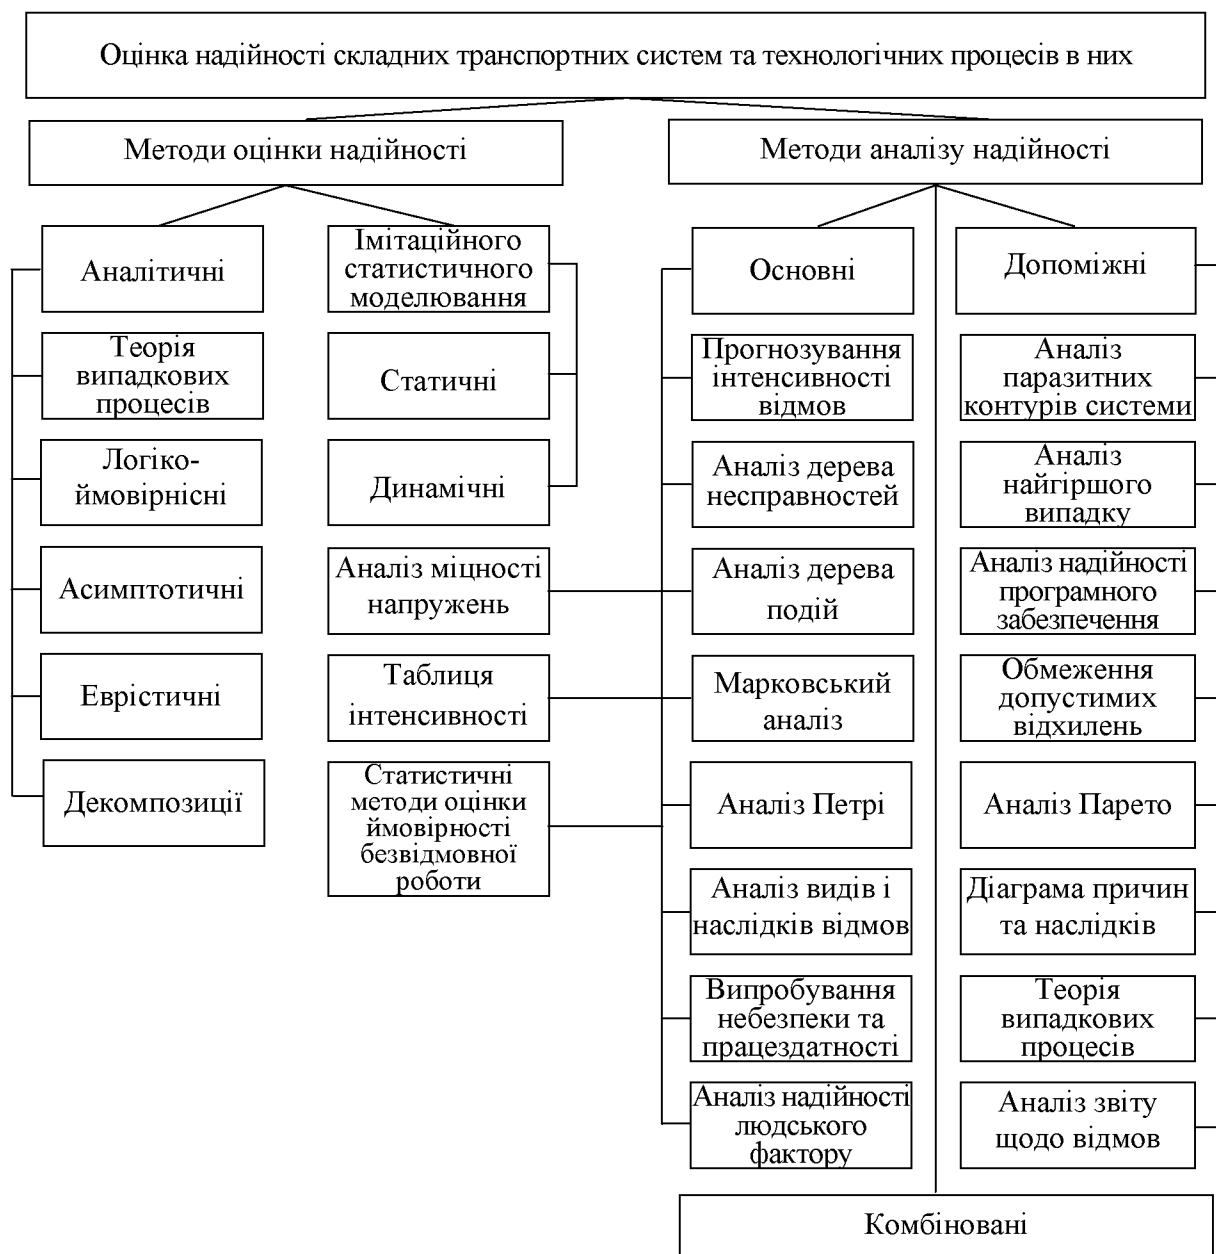 Оцінка надійності складних транспортних систем та технологічних процесів в них
Методи оцінки надійності
Методи аналізу надійності
Аналітичні
Теорія
випадкових
процесів
Логіко-
ймовірнісні
Асимптотичні
Еврістичні
Декомпозиції
Імітаційного
статистичного
моделювання
Статичні
Динамічні
Аналіз міцності
напружень
Таблиця
інтенсивності
Статистичні
методи оцінки
ймовірності
безвідмовної
роботи
Основні
Прогнозування
інтенсивності
відмов
Аналіз дерева
несправностей
Аналіз дерева
подій
Марковський
аналіз
Аналіз Петрі
Аналіз видів і
наслідків відмов
Випробування
небезпеки та
працездатності
Аналіз надійності
людського
фактору
Допоміжні
Аналіз
паразитних
контурів системи
Аналіз
найгіршого
випадку
Аналіз надійності
програмного
забезпечення
Обмеження
допустимих
відхилень
Аналіз Парето
Діаграма причин
та наслідків
Теорія
випадкових
процесів
Аналіз звіту
щодо відмов
Комбіновані